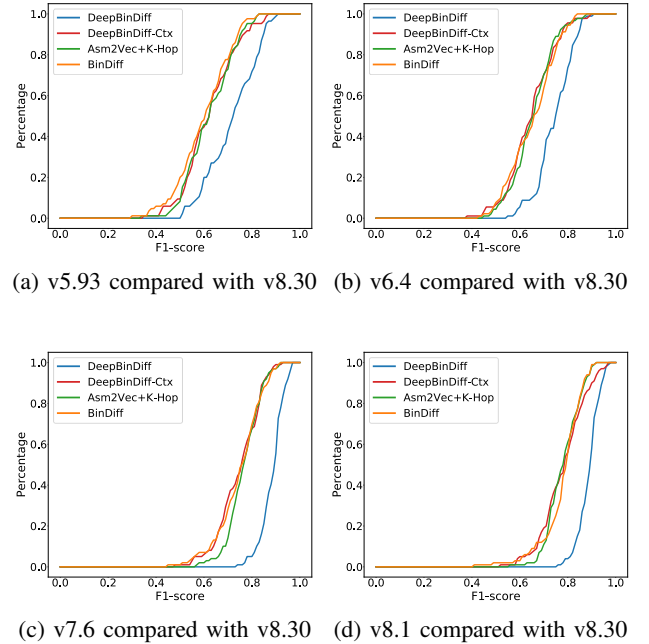 DeepBinDiff
DeepBinDiff-Ctx
Asm2Vec+K-Hop
BinDiff
Percentage
1.0
0.8
0.6
0.4
0.2
0.0
0.0 0.2 0.4 0.6 0.8 1.0
F1-score
(a) v5.93 compared with v8.30
DeepBinDiff
DeepBinDiff-Ctx
Asm2Vec+K-Hop
BinDiff
Percentage
1.0
0.8
0.6
0.4
0.2
0.0
0.0 0.2 0.4 0.6 0.8 1.0
F1-score
(b) v6.4 compared with v8.30
DeepBinDiff
DeepBinDiff-Ctx
Asm2Vec+K-Hop
BinDiff
Percentage
1.0
0.8
0.6
0.4
0.2
0.0
0.0 0.2 0.4 0.6 0.8 1.0
F1-score
(c) v7.6 compared with v8.30
DeepBinDiff
DeepBinDiff-Ctx
Asm2Vec+K-Hop
BinDiff
Percentage
1.0
0.8
0.6
0.4
0.2
0.0
0.0 0.2 0.4 0.6 0.8 1.0
F1-score
(d) v8.1 compared with v8.30